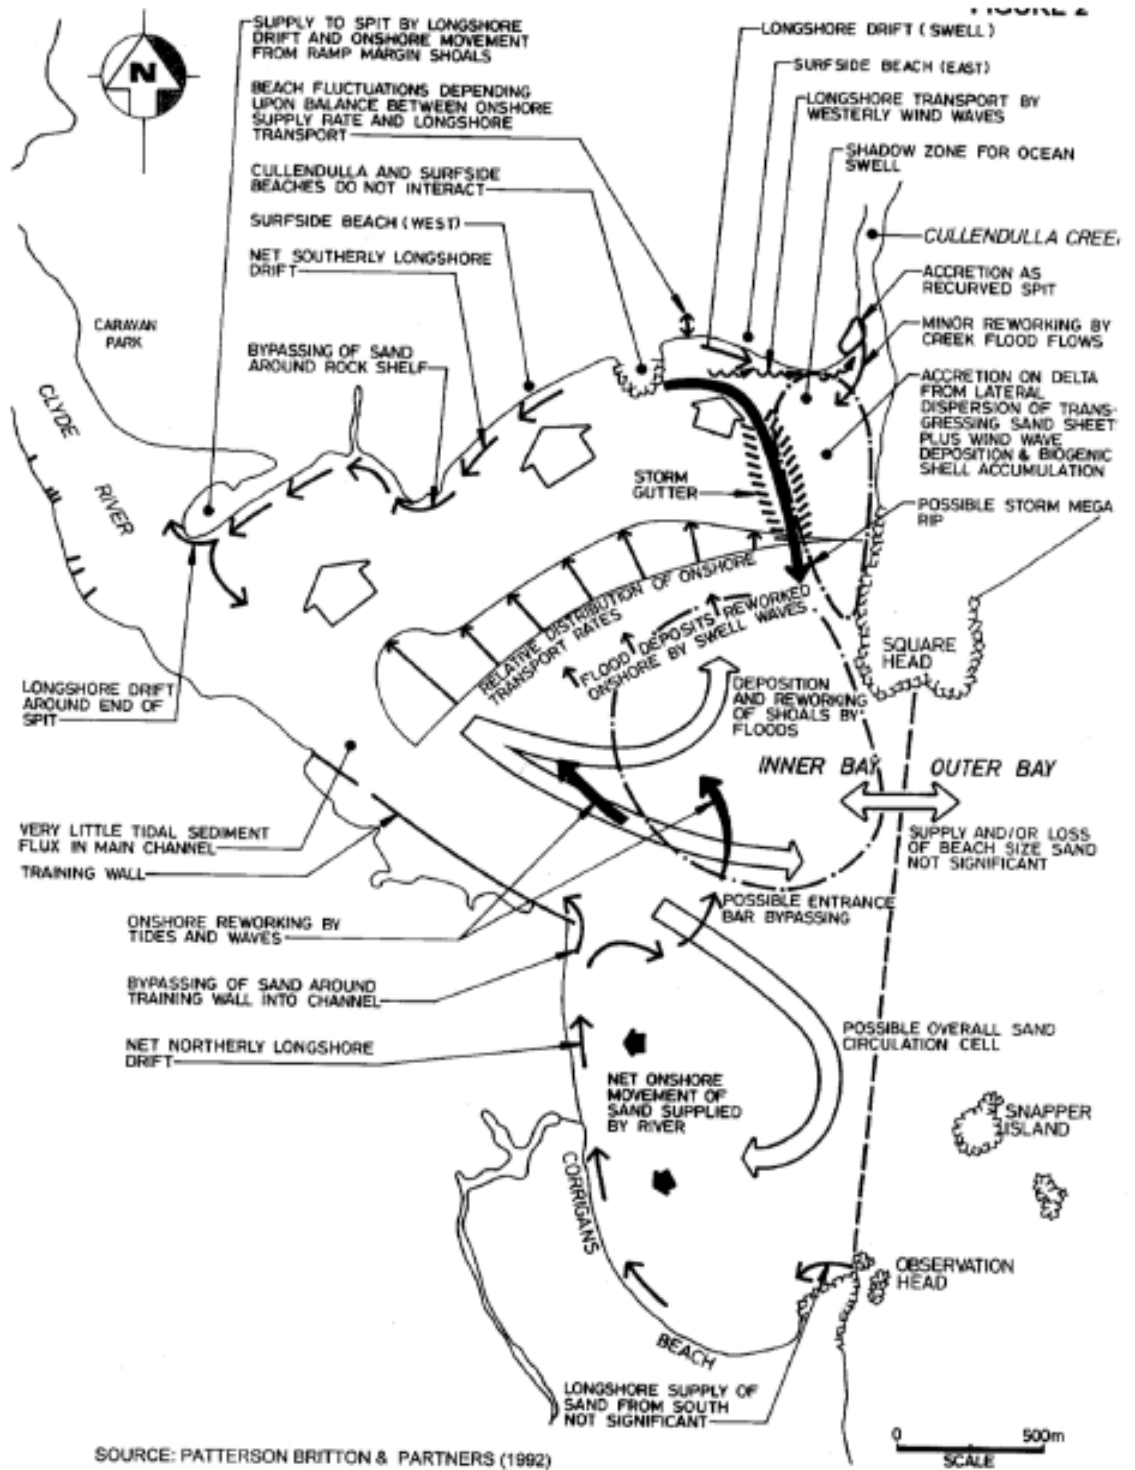 FIGURE 2
N
SUPPLY TO SPIT BY LONGSHORE
DRIFT AND ONSHORE MOVEMENT
FROM RAMP MARGIN SHOALS
BEACH FLUCTUATIONS DEPENDING
UPON BALANCE BETWEEN ONSHORE
SUPPLY RATE AND LONGSHORE
TRANSPORT
CULLENDULLA AND SURFSIDE
BEACHES DO NOT INTERACT
SURFSIDE BEACH (WEST)
NET SOUTHERLY LONGSHORE
DRIFT
BYPASSING OF SAND
AROUND ROCK SHELF
LONGSHORE DRIFT (SWELL)
SURFSIDE BEACH (EAST)
LONGSHORE TRANSPORT BY
WESTERLY WIND WAVES
SHADOW ZONE FOR OCEAN
SWELL
CULLENDULLA CREE
ACCRETION AS
RECURVED SPIT
MINOR REWORKING BY
CREEK FLOOD FLOWS
ACCRETION ON DELTA
FROM LATERAL
DISPERSION OF TRANS-
GRESSING SAND SHEET
PLUS WIND WAVE
DEPOSITION & BIOGENIC
SHELL ACCUMULATION
POSSIBLE STORM MEGA
RIP
CARAVAN
PARK
CLYDE
RIVER
STORM
GUTTER
RELATIVE DISTRIBUTION OF ONSHORE
TRANSPORT RATES
FLOOD DEPOSITS REWORKED
ONSHORE BY SWELL WAVES
SQUARE
HEAD
LONGSHORE DRIFT
AROUND END OF
SPIT
DEPOSITION
AND REWORKING
OF SHOALS BY
FLOODS
INNER BAY
OUTER BAY
VERY LITTLE TIDAL SEDIMENT
FLUX IN MAIN CHANNEL
TRAINING WALL
SUPPLY AND/OR LOSS
OF BEACH SIZE SAND
NOT SIGNIFICANT
POSSIBLE ENTRANCE
BAR BYPASSING
ONSHORE REWORKING BY
TIDES AND WAVES
BYPASSING OF SAND AROUND
TRAINING WALL INTO CHANNEL
NET NORTHERLY LONGSHORE
DRIFT
POSSIBLE OVERALL SAND
CIRCULATION CELL
NET ONSHORE
MOVEMENT OF
SAND SUPPLIED
BY RIVER
SNAPPER
ISLAND
CORRIGANS
BEACH
OBSERVATION
HEAD
LONGSHORE SUPPLY OF
SAND FROM SOUTH
NOT SIGNIFICANT
0 500m
SCALE
SOURCE: PATTERSON BRITTON & PARTNERS (1992)